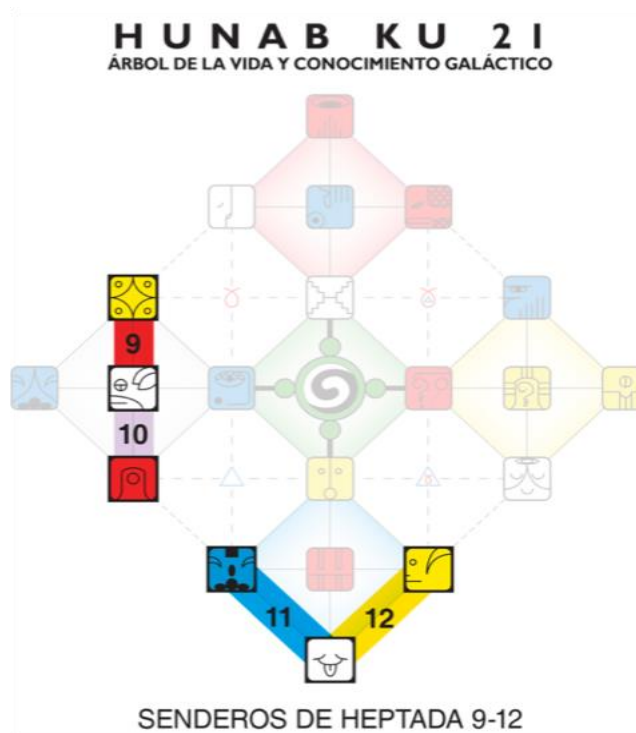 HUNAB KU 21
ÁRBOL DE LA VIDA Y CONOCIMIENTO GALÁCTICO
9
10
11
12
SENDEROS DE HEPTADA 9-12